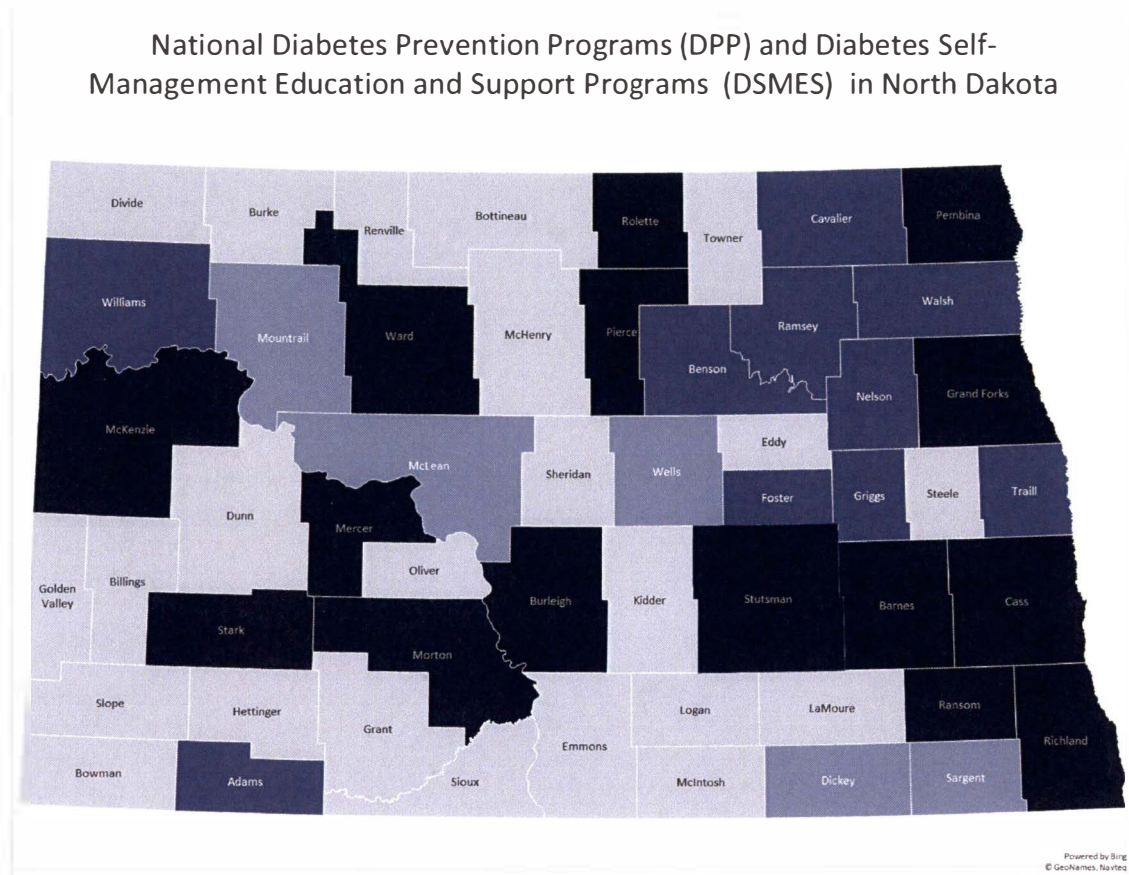 National Diabetes Prevention Programs (DPP) and Diabetes Self-
Management Education and Support Programs (DSMES) in North Dakota
Divide
Burke
Renville
Bottineau
Rolette
Towner
Cavalier
Pembina
Williams
Mountrail
Ward
McHenry
Pierce
Benson
Ramsey
Walsh
Nelson
Grand Forks
McKenzie
Dunn
McLean
Mercer
Sheridan
Wells
Eddy
Foster
Griggs
Steele
Traill
Golden
Valley
Billings
Oliver
Burleigh
Kidder
Stutsman
Barnes
Cass
Stark
Morton
Slope
Hettinger
Grant
Emmons
Logan
LaMoure
Ransom
Richland
Bowman
Adams
Sioux
McIntosh
Dickey
Sargent
Powered by Bing
© GeoNames, Navteq